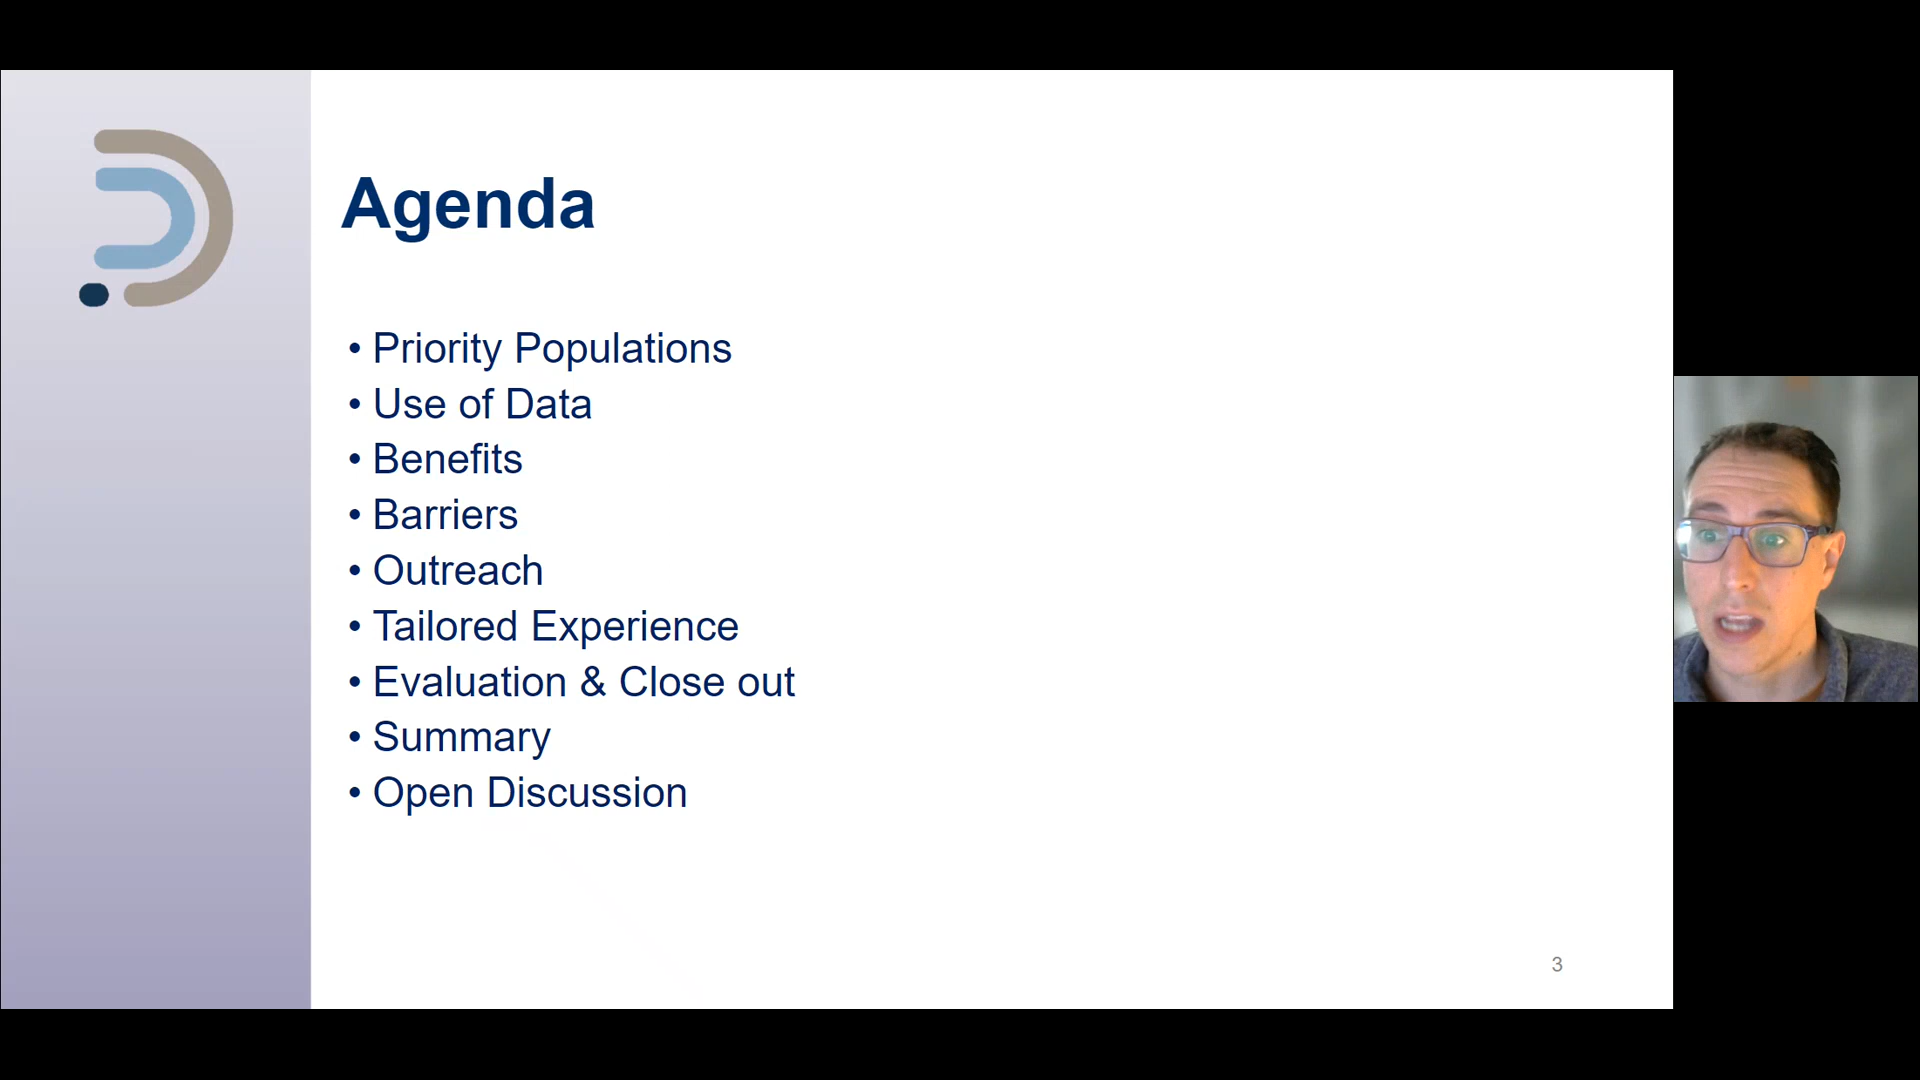 Agenda
• Priority Populations
• Use of Data
• Benefits
• Barriers
• Outreach
• Tailored Experience
• Evaluation & Close out
• Summary
• Open Discussion
3